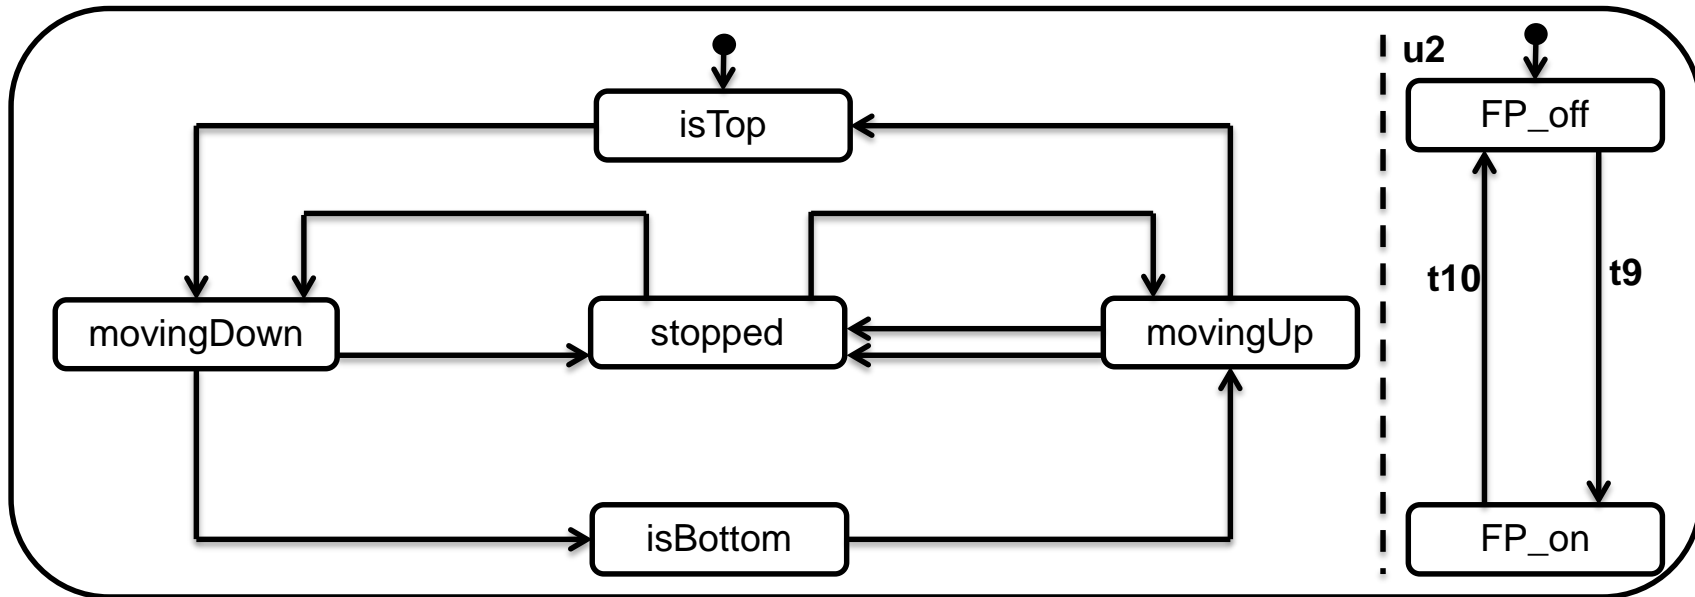 u2
isTop
FP_off
t10
t9
movingDown
stopped
movingUp
isBottom
FP_on